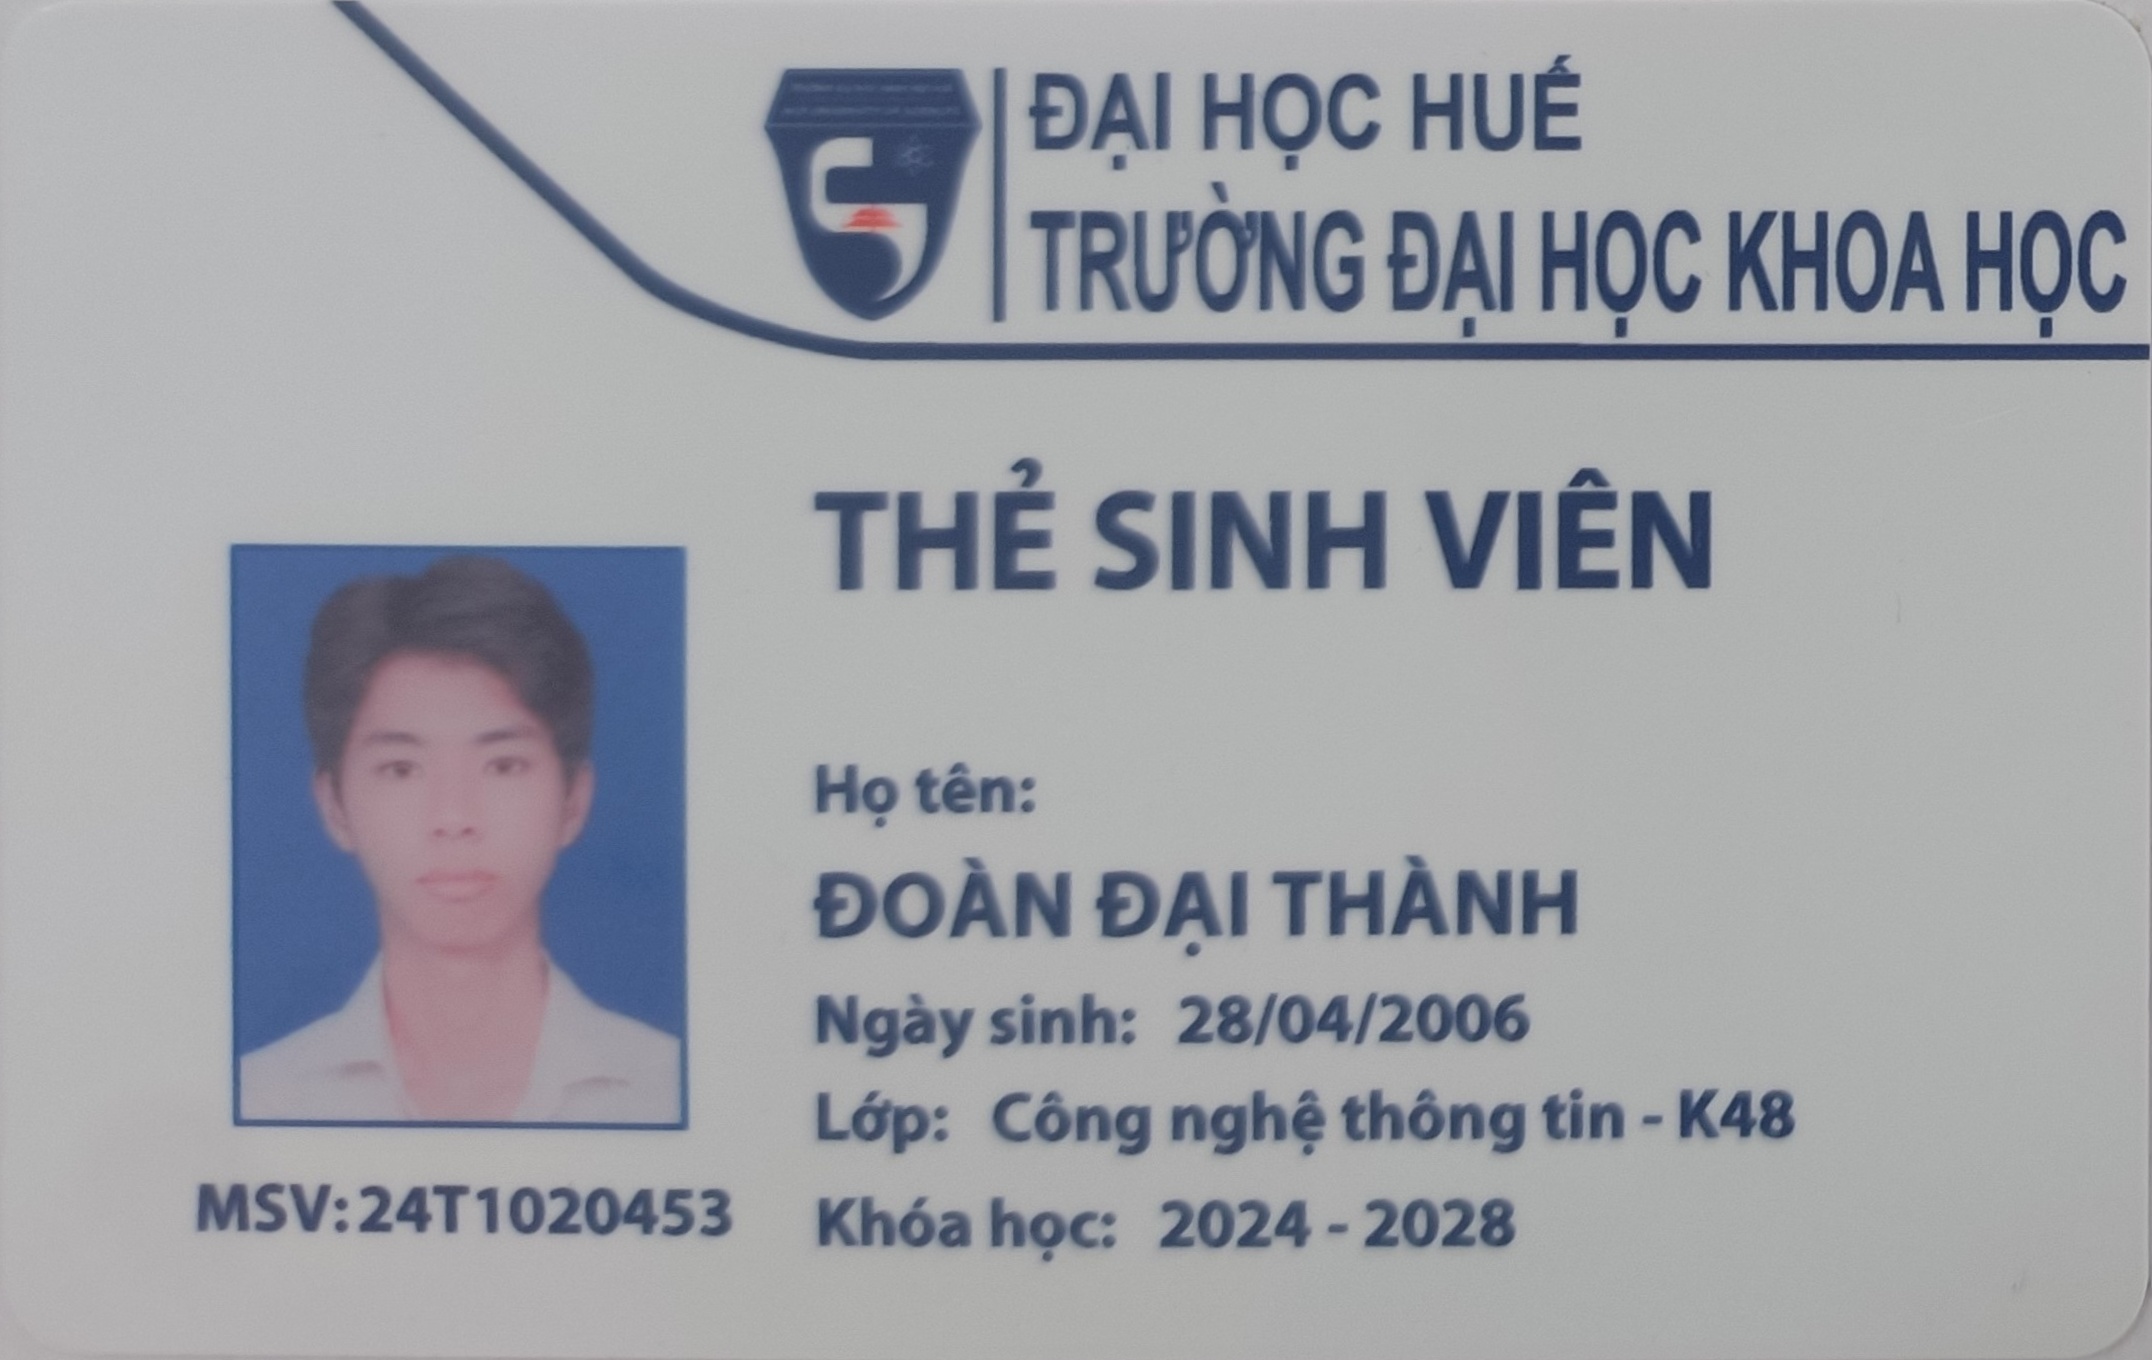 ĐẠI HỌC HUẾ
TRƯỜNG ĐẠI HỌC KHOA HỌC
THẺ SINH VIÊN
Họ tên:
ĐOÀN ĐẠI THÀNH
Ngày sinh: 28/04/2006
Lớp: Công nghệ thông tin - K48
Khóa học: 2024 - 2028
MSV: 24T1020453